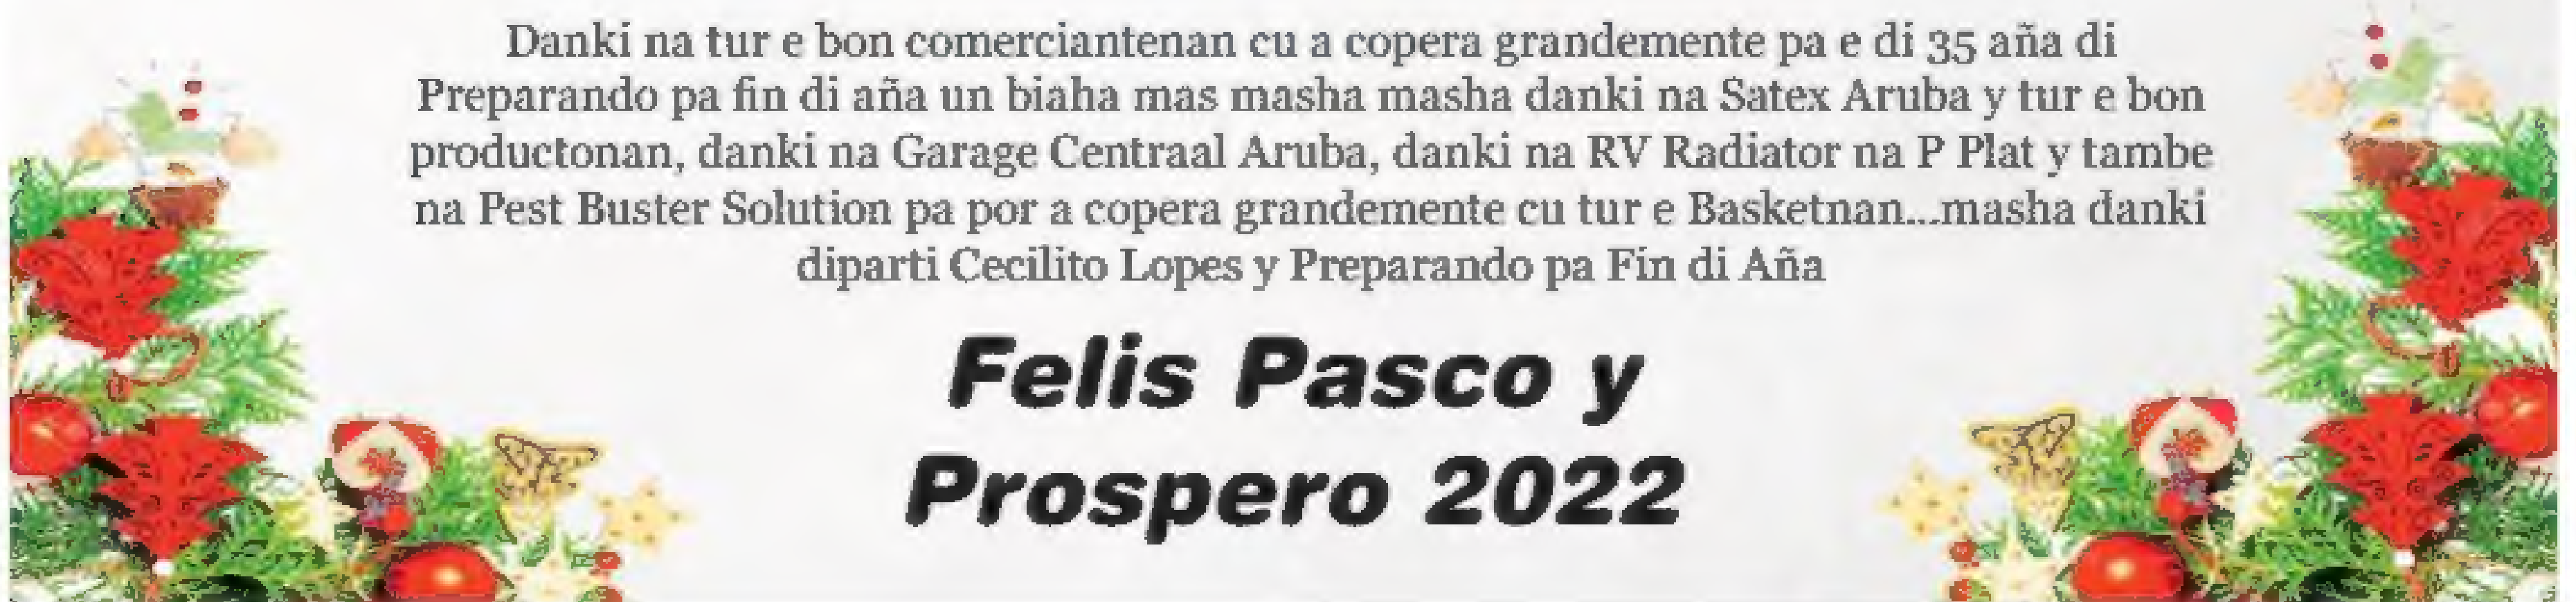 Danki na tur e bon comerciantenan cu a copera grandemente pa e di 35 aña di
Preparando pa fin di aña un biaha mas masha masha danki na Satex Aruba y tur e bon
productonan, danki na Garage Centraal Aruba, danki na RV Radiator na P Plat y tambe
na Pest Buster Solution pa por a copera grandemente cu tur e Basketnan...masha danki
diparti Cecilito Lopes y Preparando pa Fin di Aña
Felis Pasco y
Prospero 2022